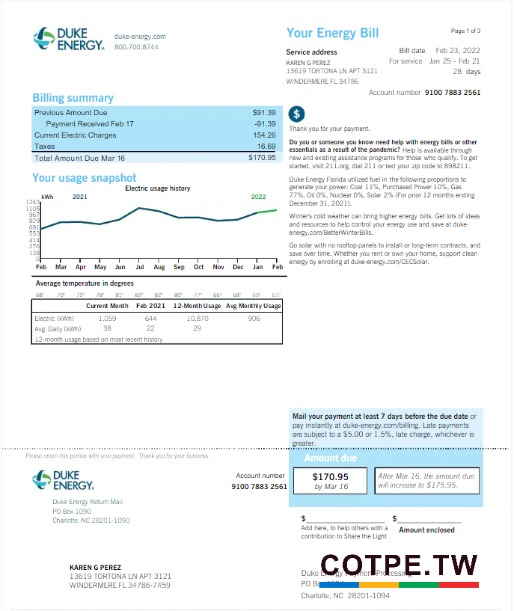 DUKE ENERGY.
duke-energy.com
800.700.8744
Your Energy Bill
Page 1 of 3
Service address
KAREN G PEREZ
13619 TORTONA LN APT 3121
WINDERMERE FL 34786
Bill date Feb 23, 2022
For service Jan 25 - Feb 21
28 days
Account number 9100 7883 2561
Billing summary
Previous Amount Due $91.39
Payment Received Feb 17 -91.39
Current Electric Charges 154.26
Taxes 16.69
Total Amount Due Mar 16 $170.95
$
Thank you for your payment.
Do you or someone you know need help with energy bills or other
essentials as a result of the pandemic? Help is available through
new and existing assistance programs for those who qualify. To get
started, visit 211.org, dial 211 or text your zip code to 898211.
Duke Energy Florida utilized fuel in the following proportions to
generate your power: Coal 11%, Purchased Power 10%, Gas
77%, Oil 0%, Nuclear 0%, Solar 2% (For prior 12 months ending
December 31, 2021).
Winter's cold weather can bring higher energy bills. Get lots of ideas
and resources to help control your energy use and save at duke-
energy.com/BetterWinterBills.
Go solar with no rooftop panels to install or long-term contracts, and
save over time. Whether you rent or own your home, support clean
energy by enrolling at duke-energy.com/CECSolar.
Your usage snapshot
Electric usage history
kWh 2021 2022
1243
1105
967
829
691
553
414
276
138
0
Feb Mar Apr May Jun Jul Aug Sep Oct Nov Dec Jan Feb
Average temperature in degrees
68° 70° 72° 78° 81° 82° 82° 80° 77° 66° 68° 60° 61°
Current Month Feb 2021 12-Month Usage Avg Monthly Usage
Electric (kWh) 1,059 644 10,870 906
Avg. Daily (kWh) 38 22 29
12-month usage based on most recent history
Mail your payment at least 7 days before the due date or
pay instantly at duke-energy.com/billing. Late payments
are subject to a $5.00 or 1.5%, late charge, whichever is
greater.
Please return this portion with your payment. Thank you for your business.
DUKE ENERGY.
Duke Energy Return Mail
PO Box 1090
Charlotte, NC 28201-1090
Account number
9100 7883 2561
Amount due
$170.95
by Mar 16
After Mar 16, the amount due
will increase to $175.95.
$
Add here, to help others with a
contribution to Share the Light
$
Amount enclosed
KAREN G PEREZ
13619 TORTONA LN APT 3121
WINDERMERE FL 34786-7459
COTPE.TW
Duke Energy Payment Processing
PO
Charlotte, NC 28201-1090